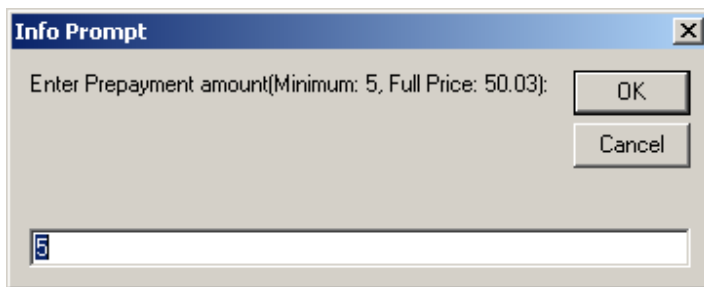 Info Prompt
Enter Prepayment amount(Minimum: 5, Full Price: 50.03):
OK
Cancel
5